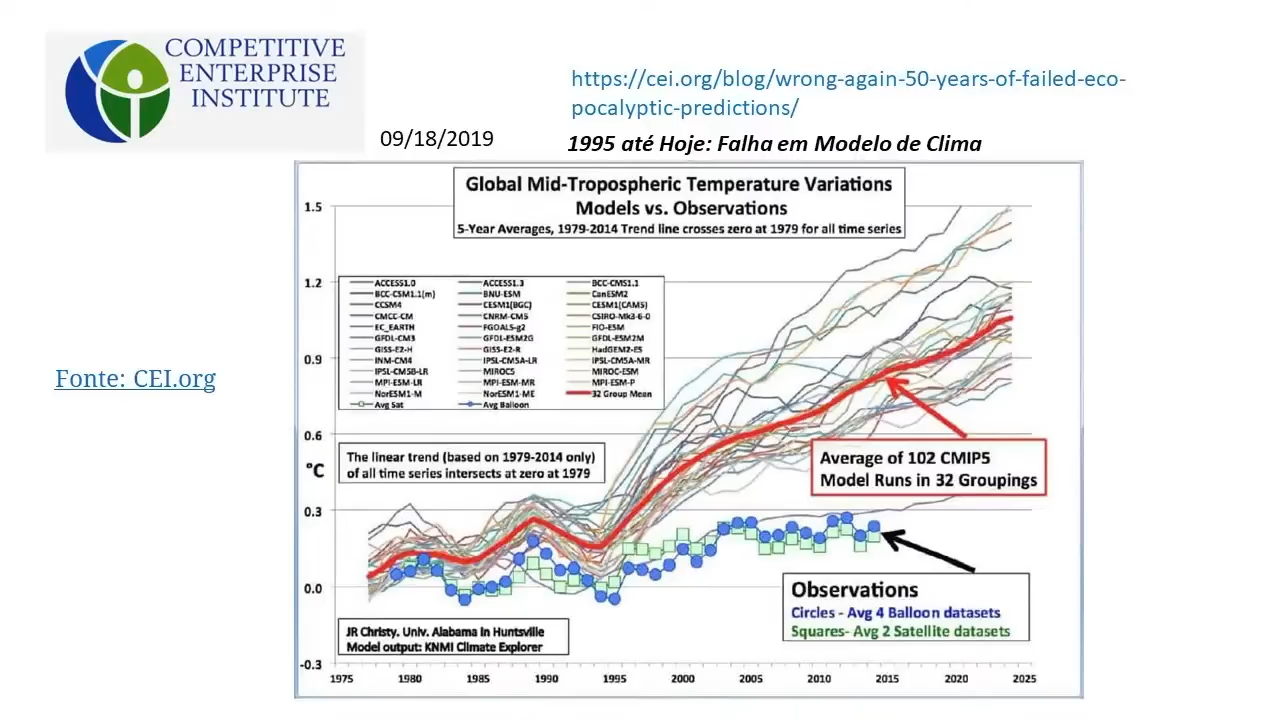 COMPETITIVE
ENTERPRISE
INSTITUTE
https://cei.org/blog/wrong-again-50-years-of-failed-eco-
pocalyptic-predictions/
09/18/2019
1995 até Hoje: Falha em Modelo de Clima
Fonte: CEI.org
Global Mid-Tropospheric Temperature Variations
Models vs. Observations
5-Year Averages, 1979-2014 Trend line crosses zero at 1979 for all time series
ACCESS1.0 ACCESS1.3 BCC-CMS1.1
BCC-CSM1.1(m) BNU-ESM CanESM2
CCSM4 CESM1(BGC) CESM1(CAM5)
CMCC-CM CNRM-CM5 CSIRO-Mk3-6-0
EC_EARTH FGOALS-g2 FIO-ESM
GFDL-CM3 GFDL-ESM2G GFDL-ESM2M
GISS-E2-H GISS-E2-R HadGEM2-ES
INM-CM4 IPSL-CM5A-LR IPSL-CM5A-MR
IPSL-CM5B-LR MIROC5 MIROC-ESM
MPI-ESM-LR MPI-ESM-MR MPI-ESM-P
NorESM1-M NorESM1-ME 32 Group Mean
Avg Sat Avg Balloon
The linear trend (based on 1979-2014 only)
of all time series intersects at zero at 1979
Average of 102 CMIP5
Model Runs in 32 Groupings
Observations
Circles - Avg 4 Balloon datasets
Squares- Avg 2 Satellite datasets
JR Christy. Univ. Alabama in Huntsville
Model output: KNMI Climate Explorer
1.5
1.2
0.9
0.6
°C
0.3
0.0
-0.3
1975 1980 1985 1990 1995 2000 2005 2010 2015 2020 2025